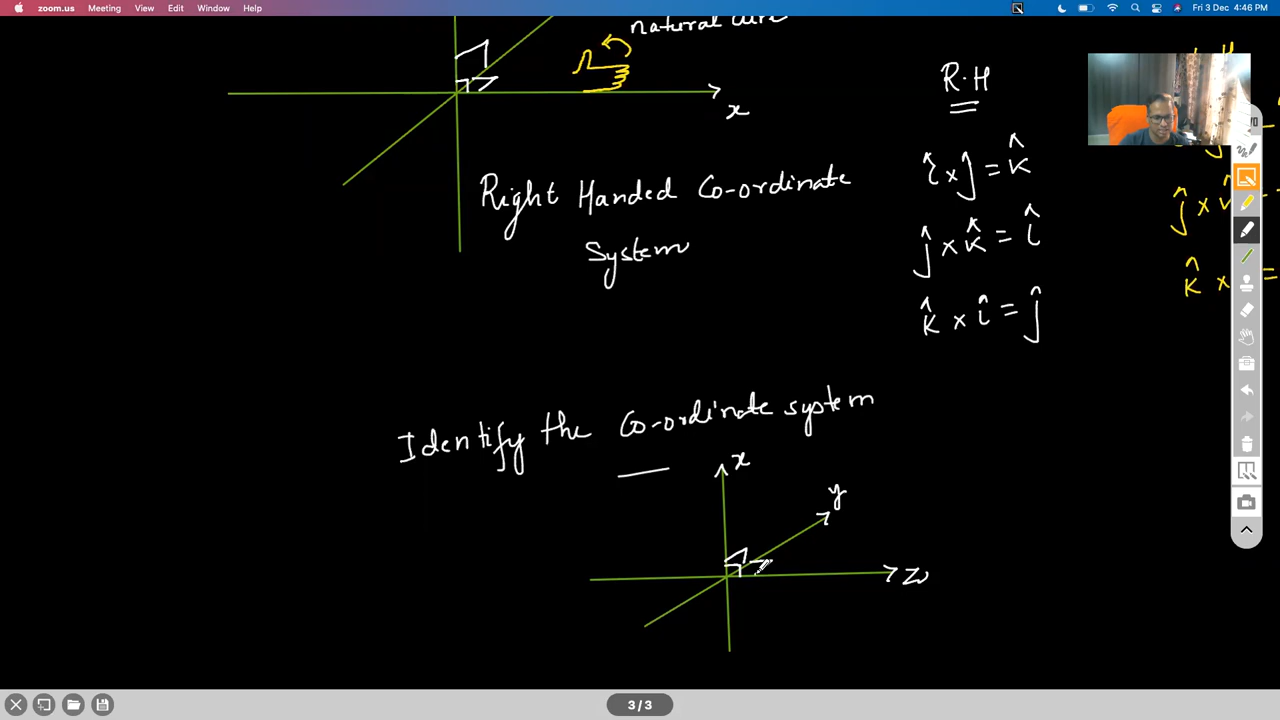 zoom.us Meeting View Edit Window Help Fri 3 Dec 4:46 PM
natural
x
R.H
î × ĵ = k̂
Right Handed Co-ordinate
System
ĵ × k̂ = î
k̂ × î = ĵ
ĵ ×
k̂ × =
Identify the Co-ordinate system
x
y
z
3/3